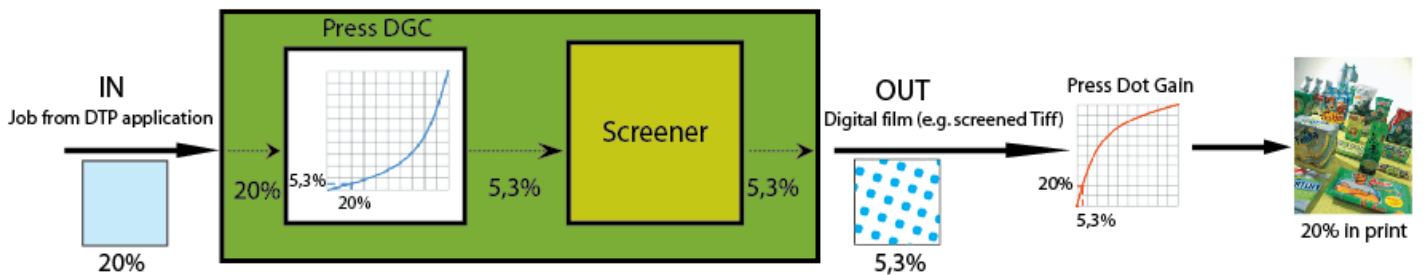 IN
Job from DTP application
20%
Press DGC
20%
5,3%
20%
5,3%
Screener
5,3%
OUT
Digital film (e.g. screened Tiff)
5,3%
Press Dot Gain
20%
5,3%
20% in print